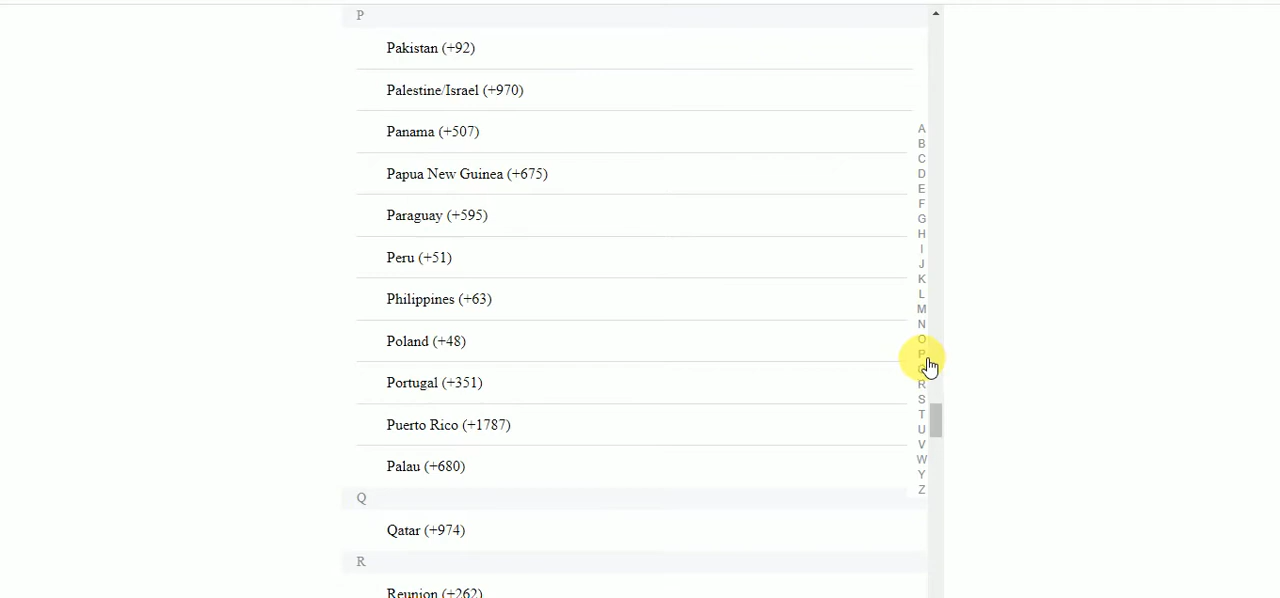 P
Pakistan (+92)
Palestine/Israel (+970)
Panama (+507)
Papua New Guinea (+675)
Paraguay (+595)
Peru (+51)
Philippines (+63)
Poland (+48)
Portugal (+351)
Puerto Rico (+1787)
Palau (+680)
Q
Qatar (+974)
R
Reunion (+262)
A
B
C
D
E
F
G
H
I
J
K
L
M
N
O
P
R
S
T
U
V
W
Y
Z